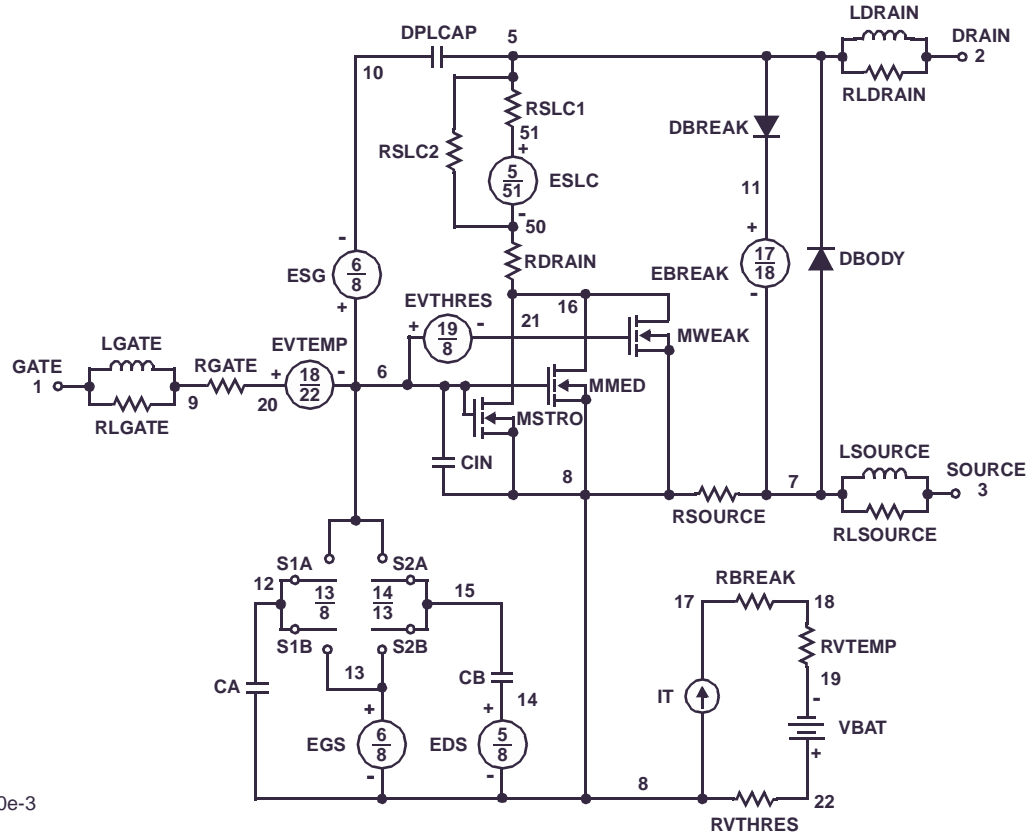 LDRAIN
DPLCAP 5 DRAIN
2
10
RLDRAIN
RSLC1
DBREAK
51
RSLC2 +
5
51
ESLC
11
-
50
-
+
17
18
RDRAIN
DBODY
ESG 6
8
EBREAK
-
+
EVTHRES
16
21
+ 19
8 -
MWEAK
LGATE
EVTEMP
GATE
1
RGATE
+ 18
22 -
6
MMED
9
20
RLGATE
MSTRO
LSOURCE
CIN
8
7
SOURCE
3
RSOURCE
RLSOURCE
S1A S2A
12
13
8
14
13
15
RBREAK
17 18
S1B S2B
RVTEMP
13
CB
19
CA
14
IT
-
+ +
VBAT
EGS 6
8
EDS 5
8
+
- -
8
22
RVTHRES
0e-3